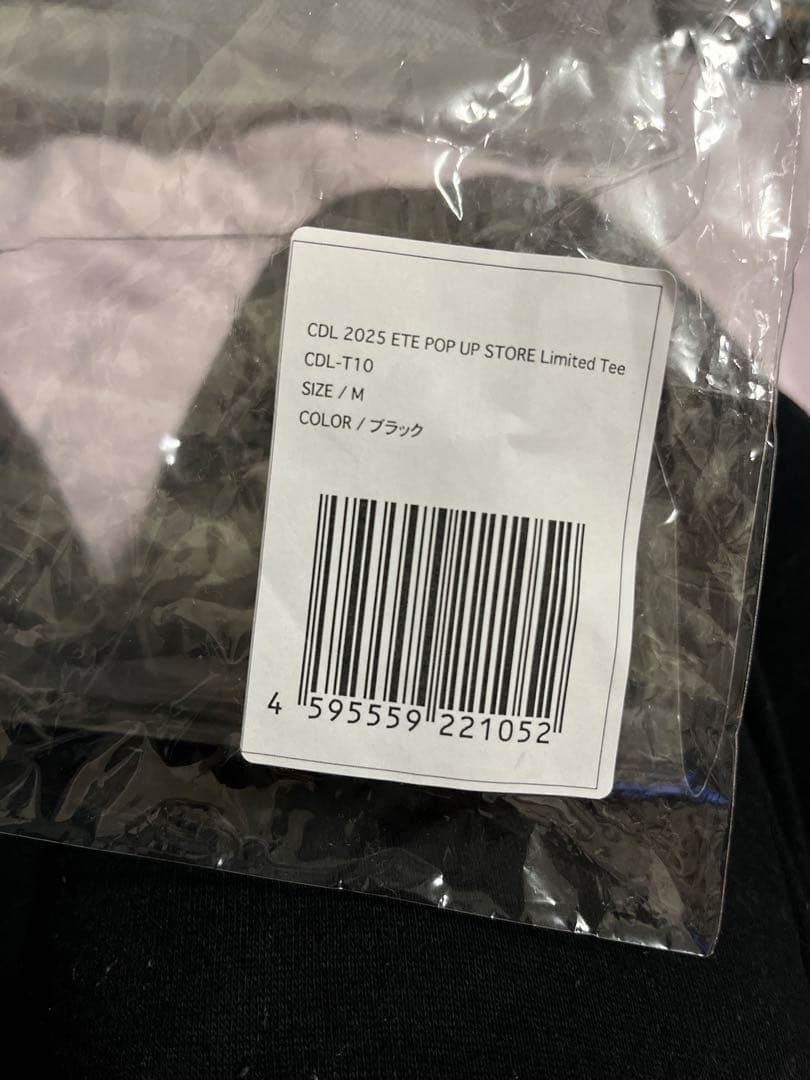 CDL 2025 ETE POP UP STORE Limited Tee
CDL-T10
SIZE / M
COLOR / ブラック
4 595559 221052